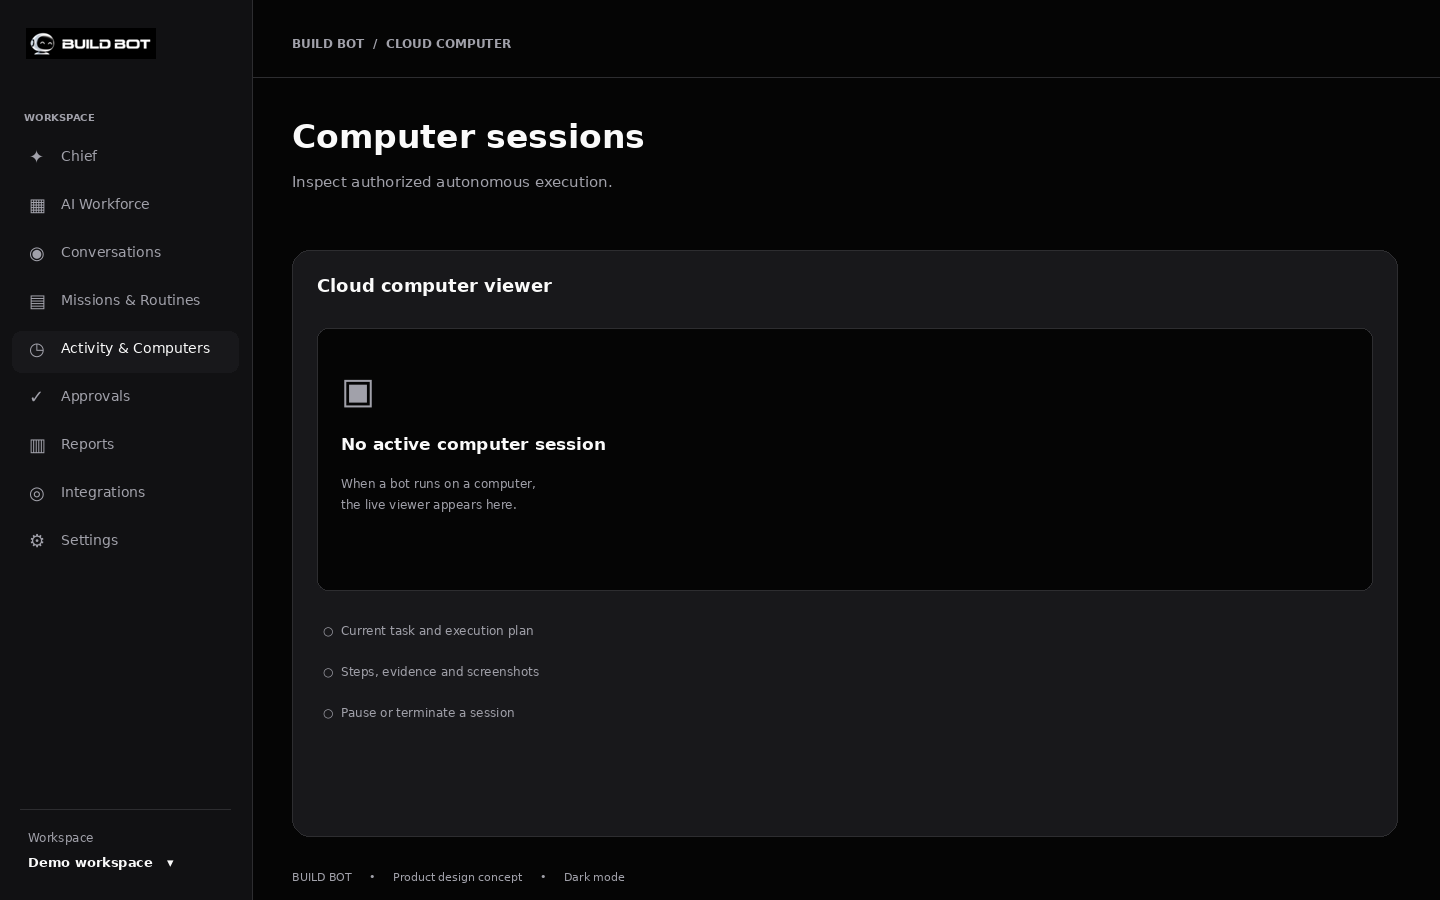 BUILD BOT
WORKSPACE
Chief
AI Workforce
Conversations
Missions & Routines
Activity & Computers
Approvals
Reports
Integrations
Settings
Workspace
Demo workspace
BUILD BOT / CLOUD COMPUTER
Computer sessions
Inspect authorized autonomous execution.
Cloud computer viewer
No active computer session
When a bot runs on a computer,
the live viewer appears here.
Current task and execution plan
Steps, evidence and screenshots
Pause or terminate a session
BUILD BOT • Product design concept • Dark mode